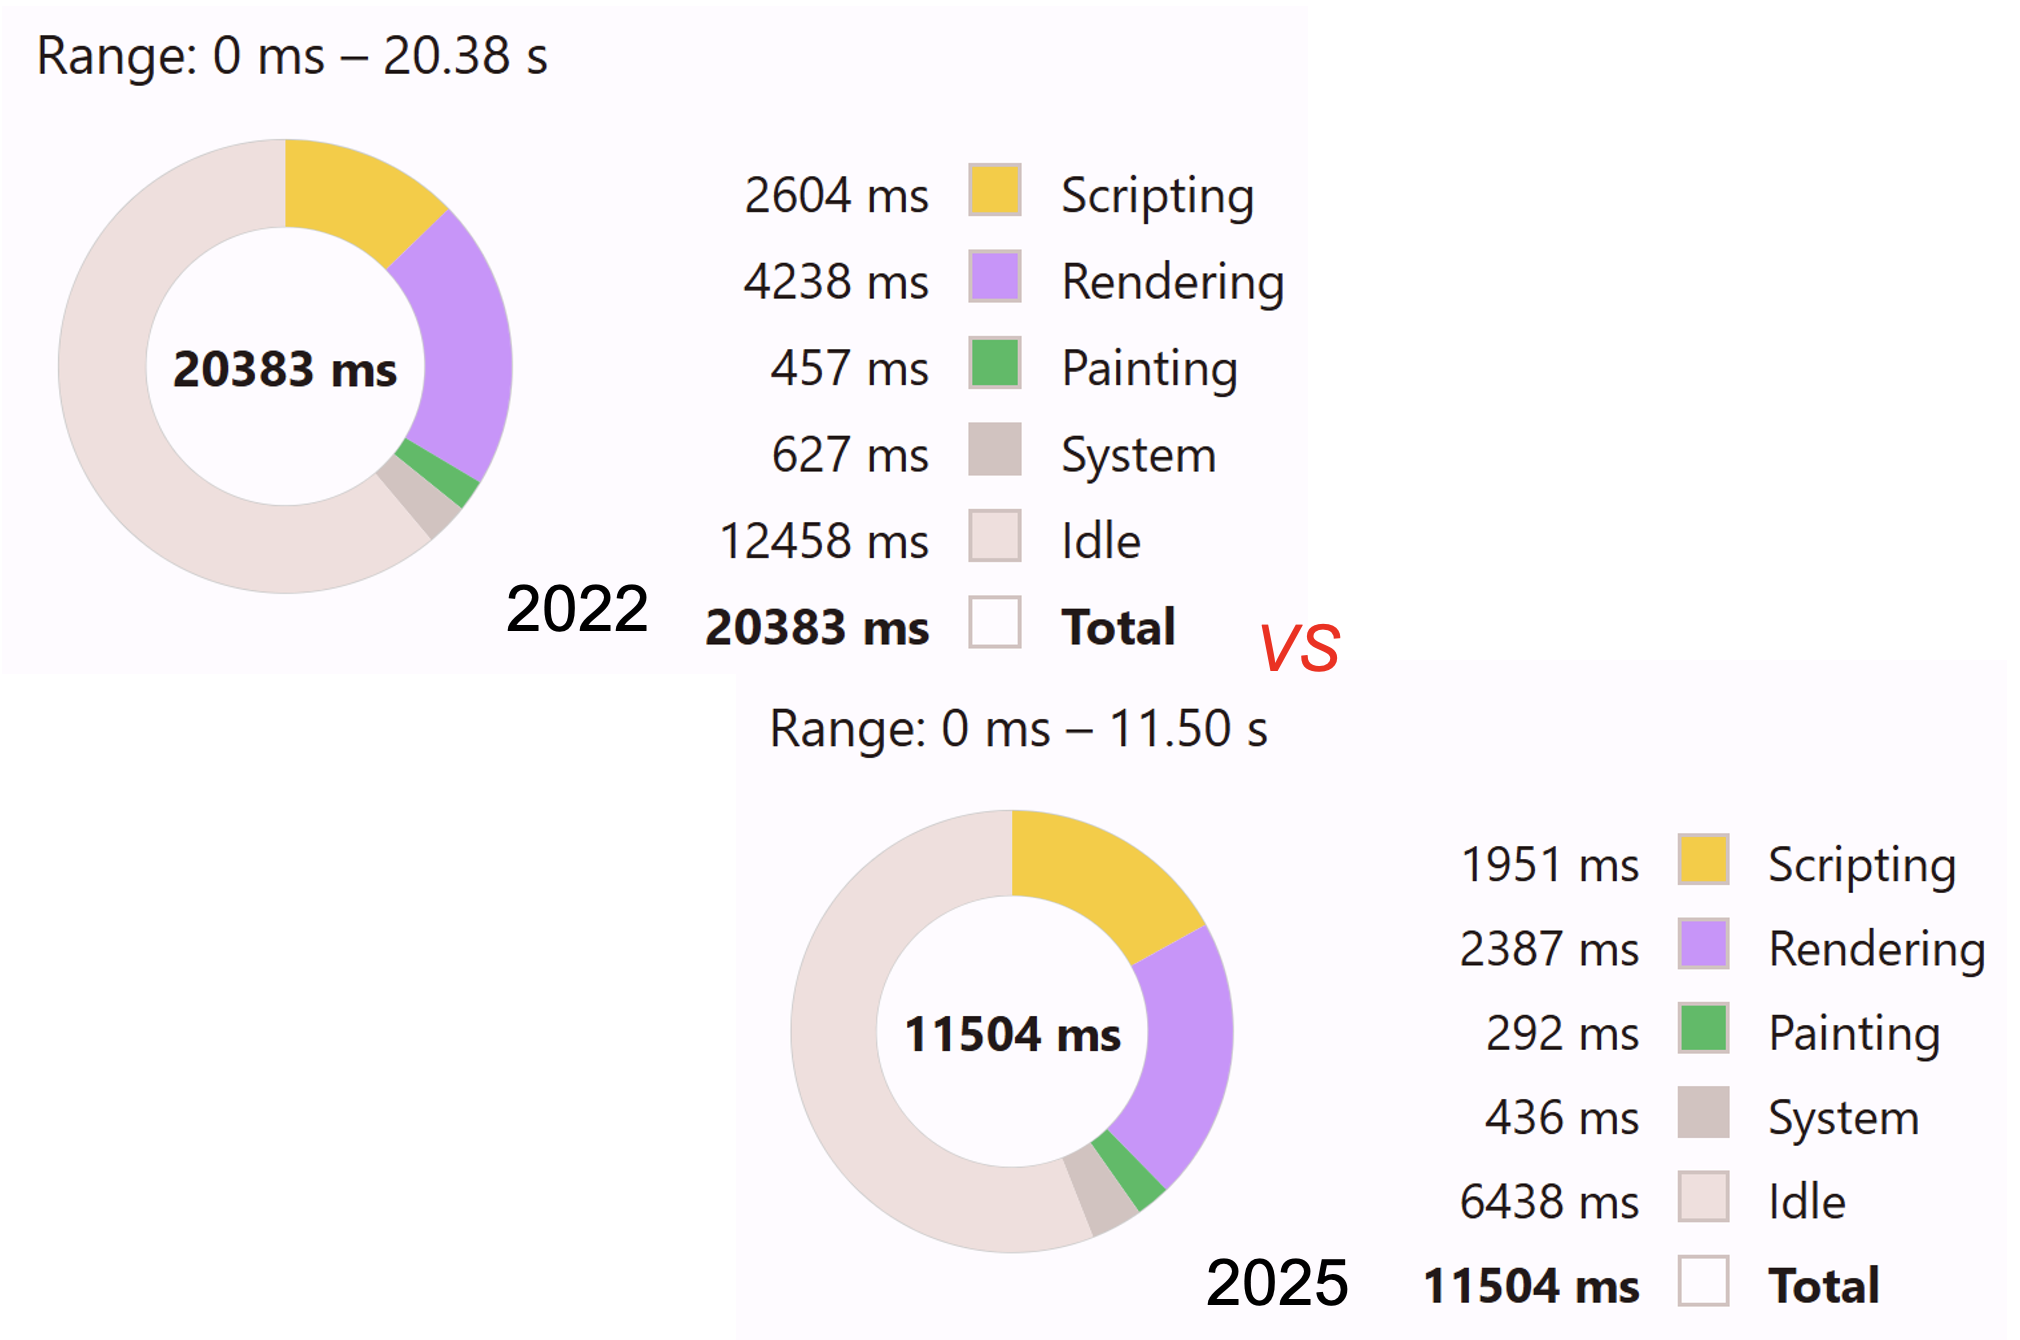 Range: 0 ms – 20.38 s
20383 ms
2604 ms Scripting
4238 ms Rendering
457 ms Painting
627 ms System
12458 ms Idle
20383 ms Total
2022
vs
Range: 0 ms – 11.50 s
11504 ms
1951 ms Scripting
2387 ms Rendering
292 ms Painting
436 ms System
6438 ms Idle
11504 ms Total
2025